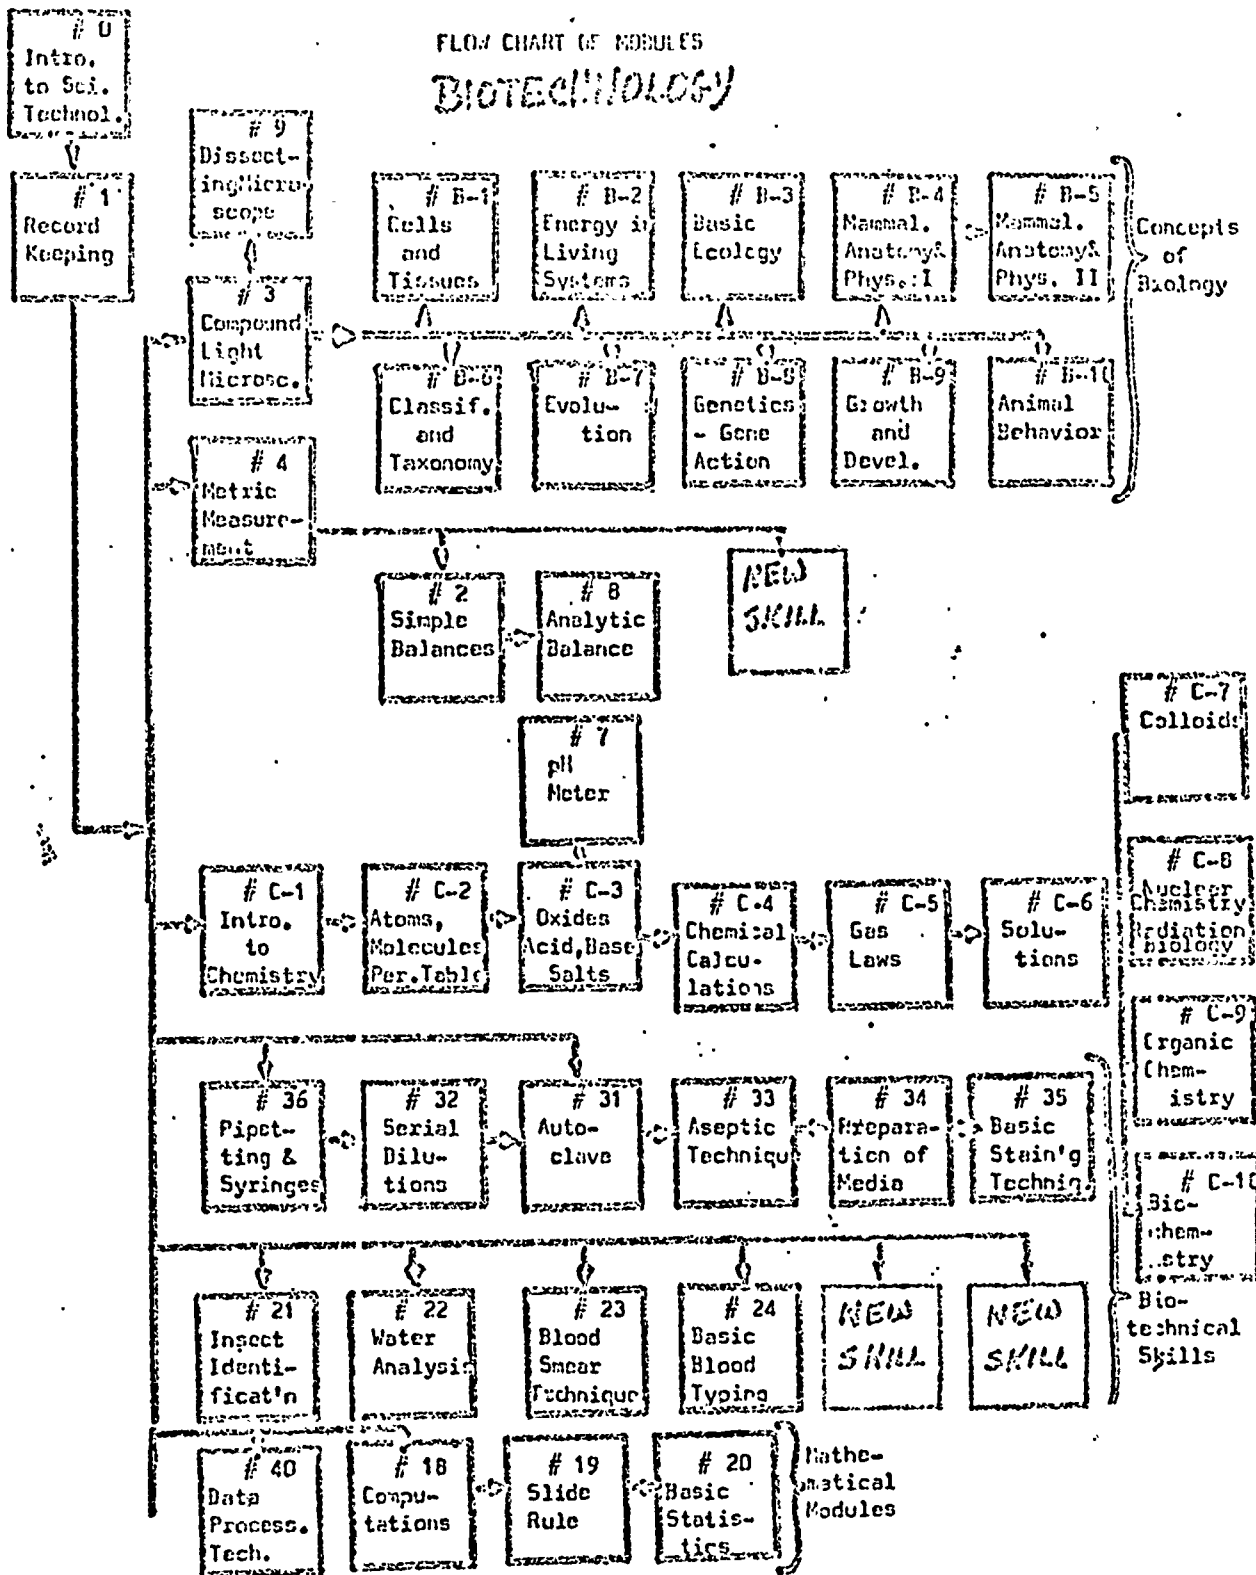 FLOW CHART OF MODULES
BIOTECHNOLOGY
# 0
Intro.
to Sci.
Technol.
# 1
Record
Keeping
# 9
Dissect-
ingMicro-
scope
# 3
Compound
Light
Microsc.
# B-1
Cells
and
Tissues
# B-2
Energy in
Living
Systems
# B-3
Basic
Ecology
# B-4
Mammal.
Anatomy&
Phys.:I
# B-5
Mammal.
Anatomy&
Phys. II
Concepts
of
Biology
# B-6
Classif.
and
Taxonomy
# B-7
Evolu-
tion
# B-8
Genetics
- Gene
Action
# B-9
Growth
and
Devel.
# B-10
Animal
Behavior
# 4
Metric
Measure-
ment
# 2
Simple
Balances
# 8
Analytic
Balance
NEW
SKILL
# 7
pH
Meter
# C-1
Intro.
to
Chemistry
# C-2
Atoms,
Molecules
Per.Table
# C-3
Oxides
Acid,Base
Salts
# C-4
Chemical
Calcu-
lations
# C-5
Gas
Laws
# C-6
Solu-
tions
# C-7
Colloids
# C-8
Nuclear
Chemistry
Radiation
Biology
# C-9
Organic
Chem-
istry
# C-10
Bio-
chem-
istry
# 36
Pipet-
ting &
Syringes
# 32
Serial
Dilu-
tions
# 31
Auto-
clave
# 33
Aseptic
Technique
# 34
Prepara-
tion of
Media
# 35
Basic
Stain'g
Techniq.
# 21
Insect
Identi-
ficat'n
# 22
Water
Analysis
# 23
Blood
Smear
Technique
# 24
Basic
Blood
Typing
NEW
SKILL
NEW
SKILL
Bio-
technical
Skills
# 40
Data
Process.
Tech.
# 18
Compu-
tations
# 19
Slide
Rule
# 20
Basic
Statis-
tics
Mathe-
matical
Modules